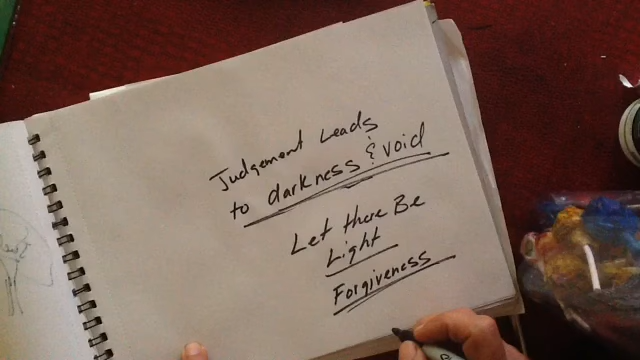 Judgement Leads
to darkness & void
Let there Be
Light
Forgiveness